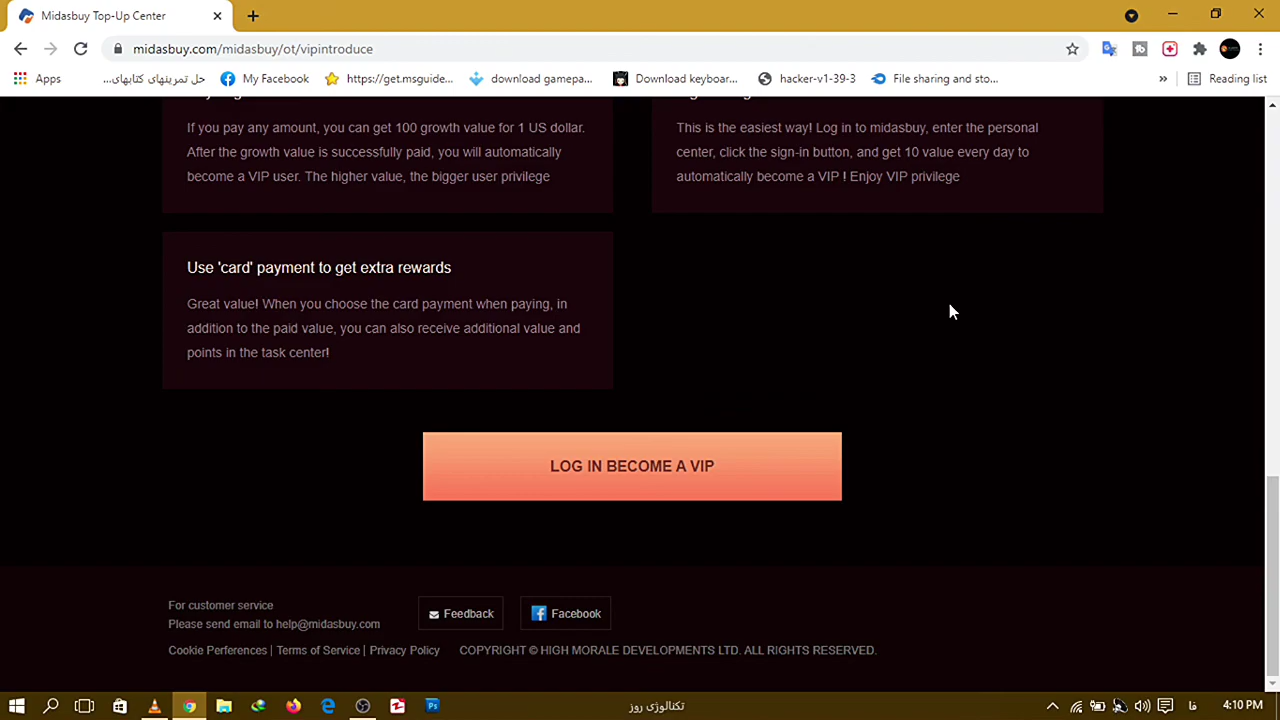 Midasbuy Top-Up Center
midasbuy.com/midasbuy/ot/vipintroduce
Apps
حل تمرینهای کتابهای...
My Facebook
https://get.msguide...
download gamepa...
Download keyboar...
hacker-v1-39-3
File sharing and sto...
»
Reading list
If you pay any amount, you can get 100 growth value for 1 US dollar.
After the growth value is successfully paid, you will automatically
become a VIP user. The higher value, the bigger user privilege
This is the easiest way! Log in to midasbuy, enter the personal
center, click the sign-in button, and get 10 value every day to
automatically become a VIP ! Enjoy VIP privilege
Use 'card' payment to get extra rewards
Great value! When you choose the card payment when paying, in
addition to the paid value, you can also receive additional value and
points in the task center!
LOG IN BECOME A VIP
For customer service
Please send email to help@midasbuy.com
Feedback
Facebook
Cookie Perferences | Terms of Service | Privacy Policy
COPYRIGHT © HIGH MORALE DEVELOPMENTS LTD. ALL RIGHTS RESERVED.
تکنالوژی روز
فا
4:10 PM